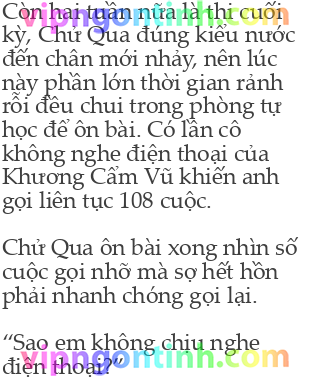 Còn hai tuần nữa là thi cuối
kỳ, Chử Qua đúng kiểu nước
đến chân mới nhảy, nên lúc
này phần lớn thời gian rảnh
rỗi đều chui trong phòng tự
học để ôn bài. Có lần cô
không nghe điện thoại của
Khương Cẩm Vũ khiến anh
gọi liên tục 108 cuộc.
Chử Qua ôn bài xong nhìn số
cuộc gọi nhỡ mà sợ hết hồn
phải nhanh chóng gọi lại.
“Sao em không chịu nghe
vipngontinh.com
điện thoại?”